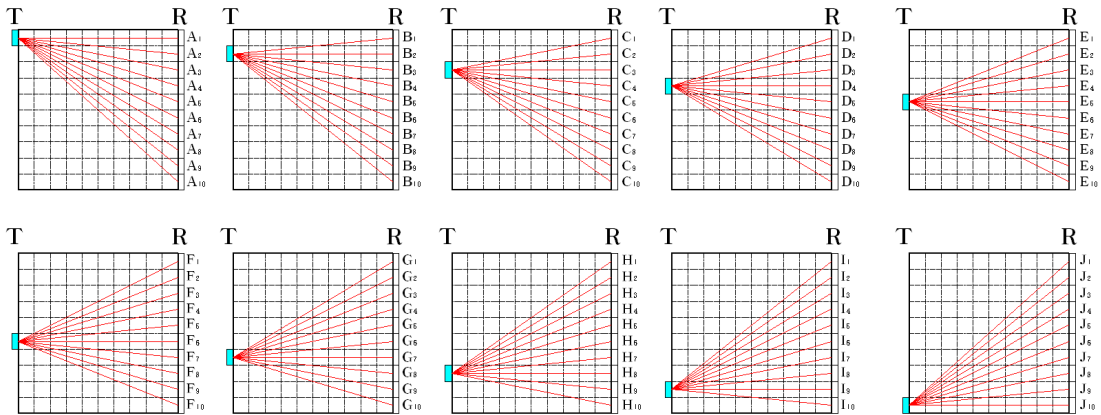 T R T R T R T R T R
A1 B1 C1 D1 E1
A2 B2 C2 D2 E2
A3 B3 C3 D3 E3
A4 B4 C4 D4 E4
A5 B5 C5 D5 E5
A6 B6 C6 D6 E6
A7 B7 C7 D7 E7
A8 B8 C8 D8 E8
A9 B9 C9 D9 E9
A10 B10 C10 D10 E10
T R T R T R T R T R
F1 G1 H1 I1 J1
F2 G2 H2 I2 J2
F3 G3 H3 I3 J3
F4 G4 H4 I4 J4
F5 G5 H5 I5 J5
F6 G6 H6 I6 J6
F7 G7 H7 I7 J7
F8 G8 H8 I8 J8
F9 G9 H9 I9 J9
F10 G10 H10 I10 J10